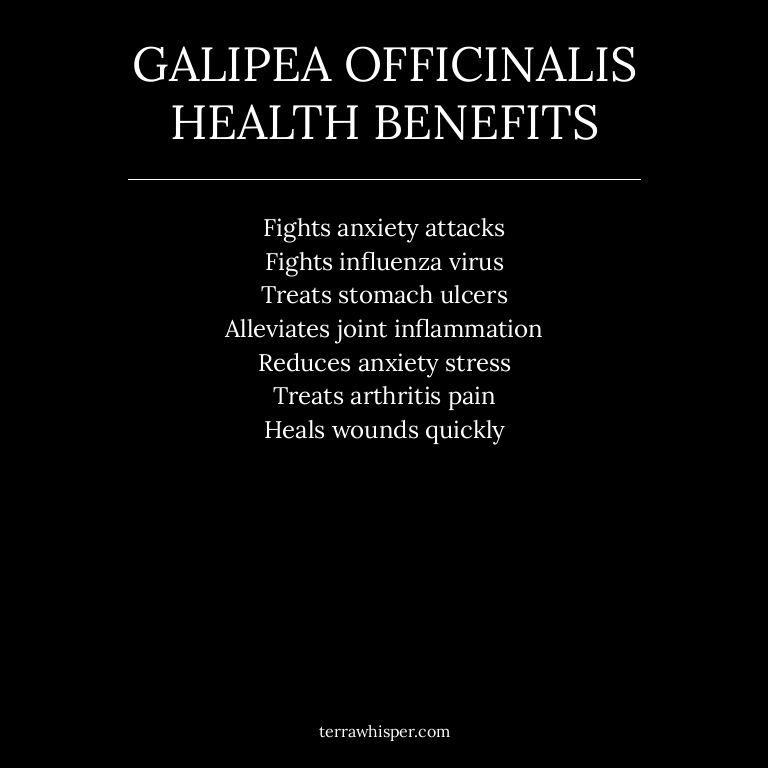 GALIPEA OFFICINALIS
HEALTH BENEFITS
Fights anxiety attacks
Fights influenza virus
Treats stomach ulcers
Alleviates joint inflammation
Reduces anxiety stress
Treats arthritis pain
Heals wounds quickly
terrawhisper.com